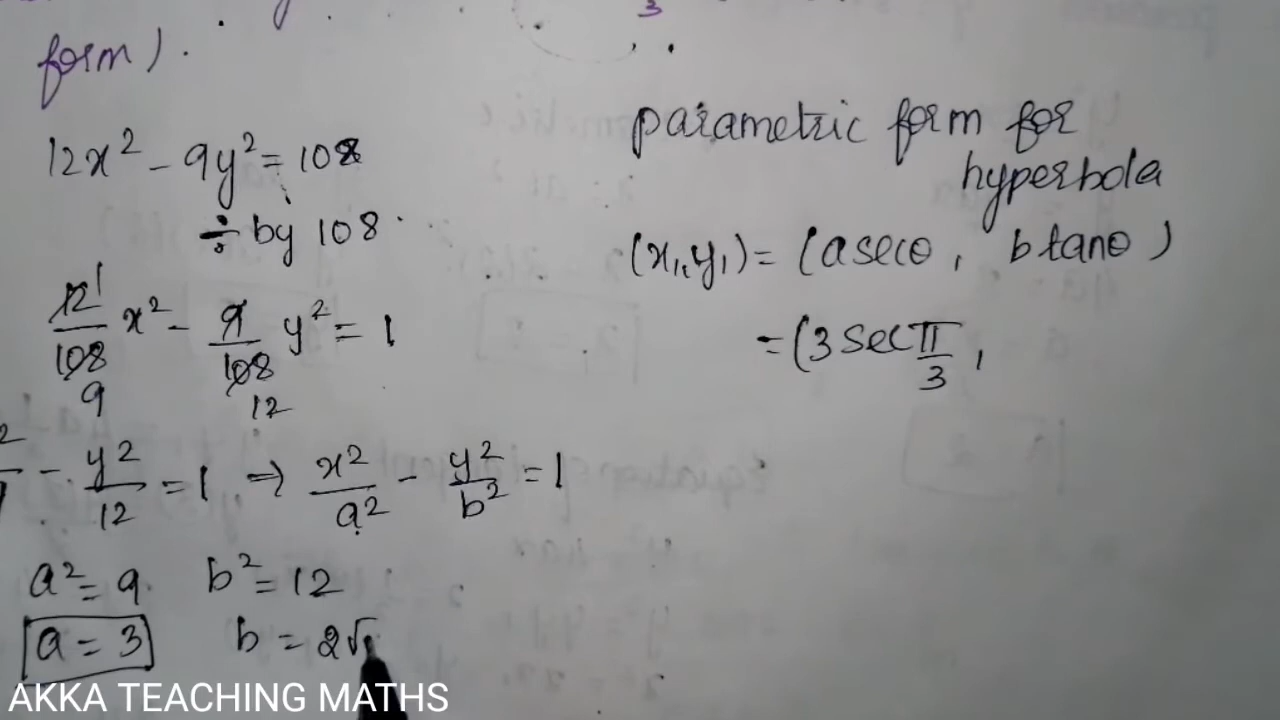 form).
12x² - 9y² = 108
÷ by 108
12/108 x² - 9/108 y² = 1
1
9
12
- y²/12 = 1 ⇒ x²/a² - y²/b² = 1
a² = 9 b² = 12
a = 3 b = 2√
parametric form for
hyperbola
(x₁, y₁) = (a secθ, b tanθ)
= (3 sec π/3,
AKKA TEACHING MATHS